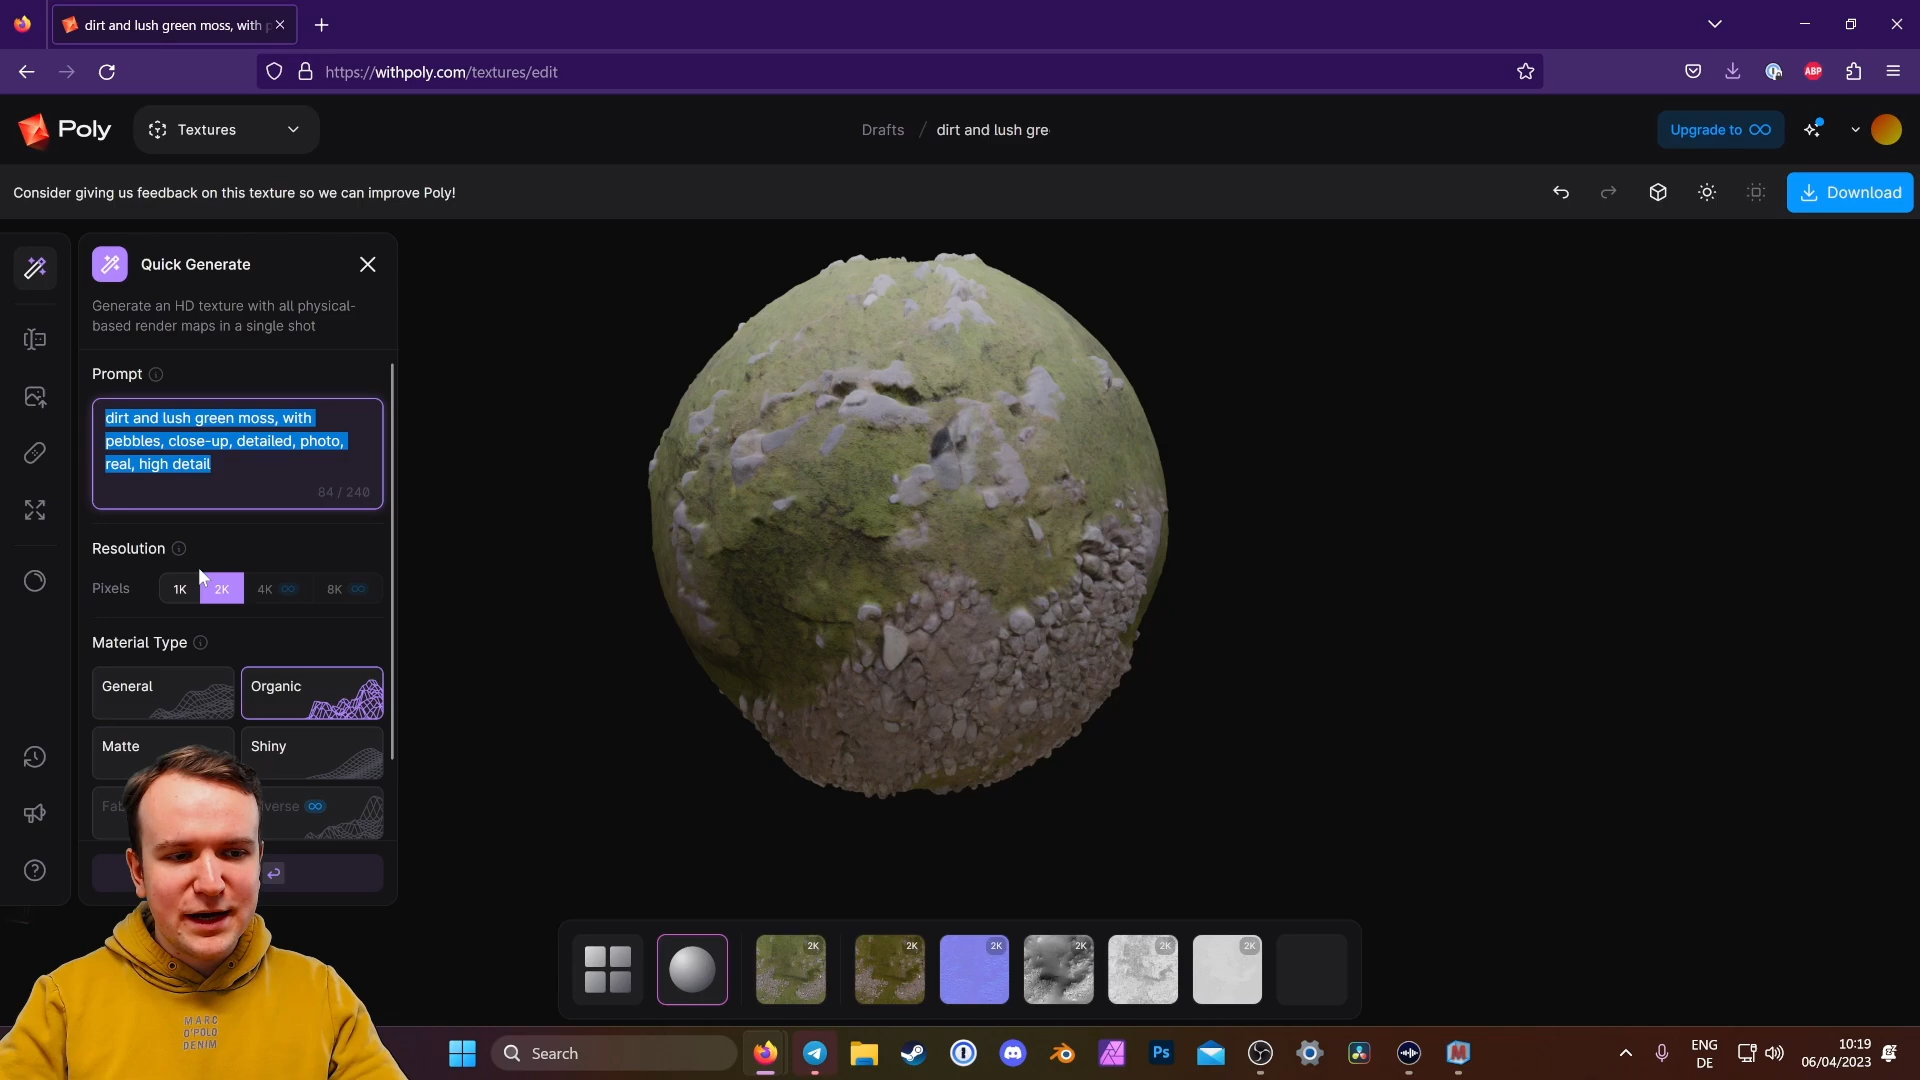 dirt and lush green moss, with p
https://withpoly.com/textures/edit
ABP
Poly
Textures
Drafts / dirt and lush gre
Upgrade to
Consider giving us feedback on this texture so we can improve Poly!
Download
Quick Generate
Generate an HD texture with all physical-
based render maps in a single shot
Prompt
dirt and lush green moss, with
pebbles, close-up, detailed, photo,
real, high detail
84 / 240
Resolution
Pixels
1K
2K
4K
8K
Material Type
General
Organic
Matte
Shiny
Fab
verse
2K
2K
2K
2K
2K
2K
MARC
O'POLO
DENIM
Search
Ps
ENG
DE
10:19
06/04/2023